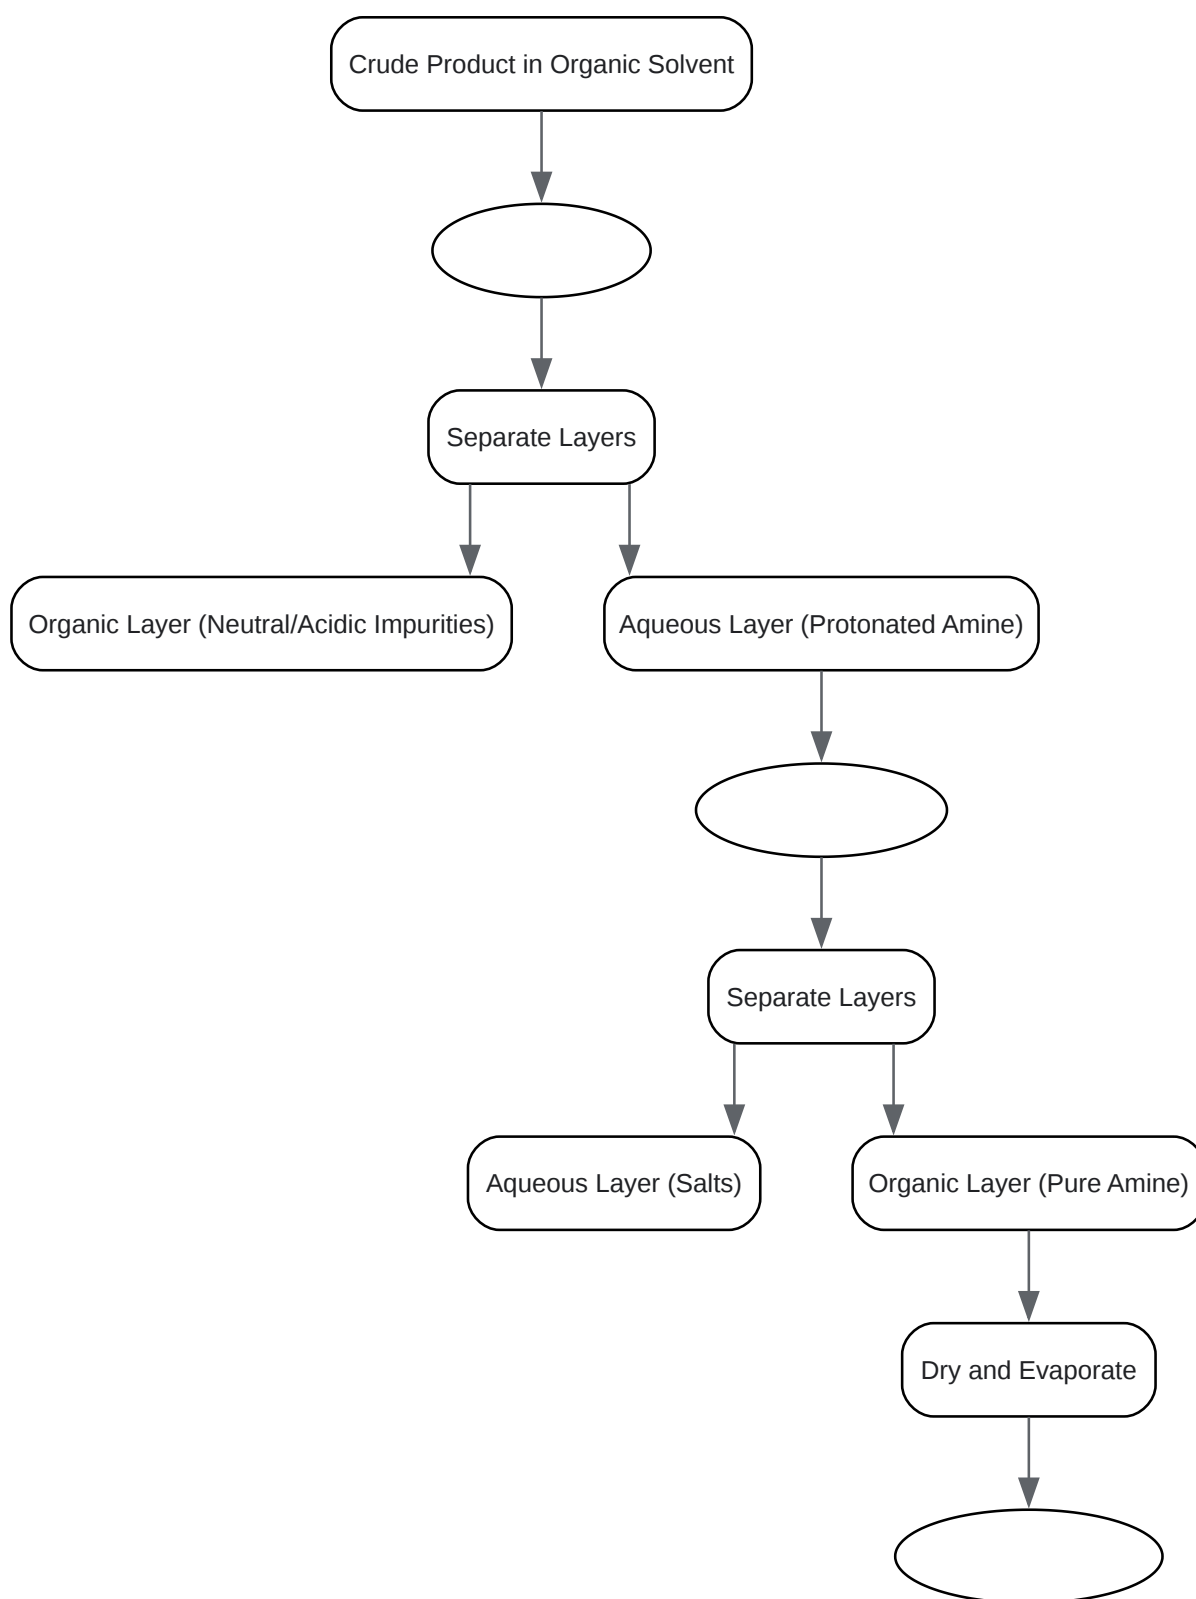 Crude Product in Organic Solvent
Separate Layers
Organic Layer (Neutral/Acidic Impurities)
Aqueous Layer (Protonated Amine)
Separate Layers
Aqueous Layer (Salts)
Organic Layer (Pure Amine)
Dry and Evaporate